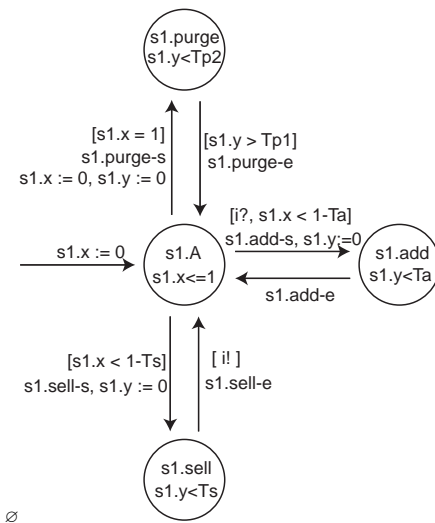 s1.purge
s1.y<Tp2
[s1.x = 1]
s1.purge-s
s1.x := 0, s1.y := 0
[s1.y > Tp1]
s1.purge-e
s1.x := 0
s1.A
s1.x<=1
[i?, s1.x < 1-Ta]
s1.add-s, s1.y:=0
s1.add-e
s1.add
s1.y<Ta
[s1.x < 1-Ts]
s1.sell-s, s1.y := 0
[ i! ]
s1.sell-e
s1.sell
s1.y<Ts
∅